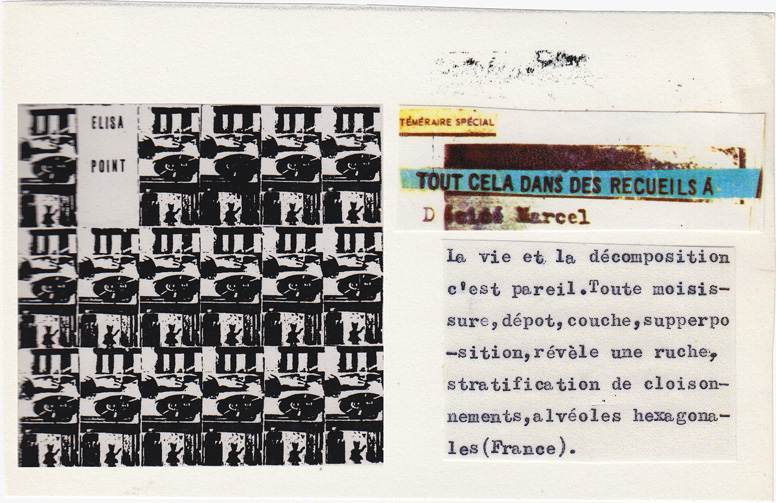 ELISA
POINT
TÉMÉRAIRE SPÉCIAL
TOUT CELA DANS DES RECUEILS À
Marcel
La vie et la décomposition
c'est pareil.Toute moisis-
sure,dépot,couche,supperpo
-sition,révèle une ruche,
stratification de cloison-
nements,alvéoles hexagona-
les(France).